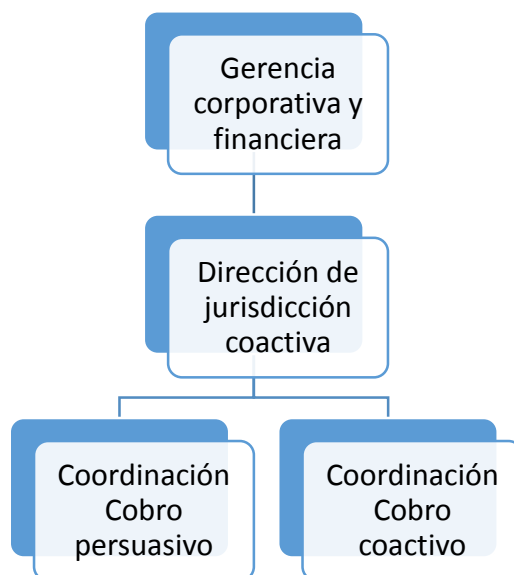 Gerencia
corporativa y
financiera
Dirección de
jurisdicción
coactiva
Coordinación
Cobro
persuasivo
Coordinación
Cobro
coactivo